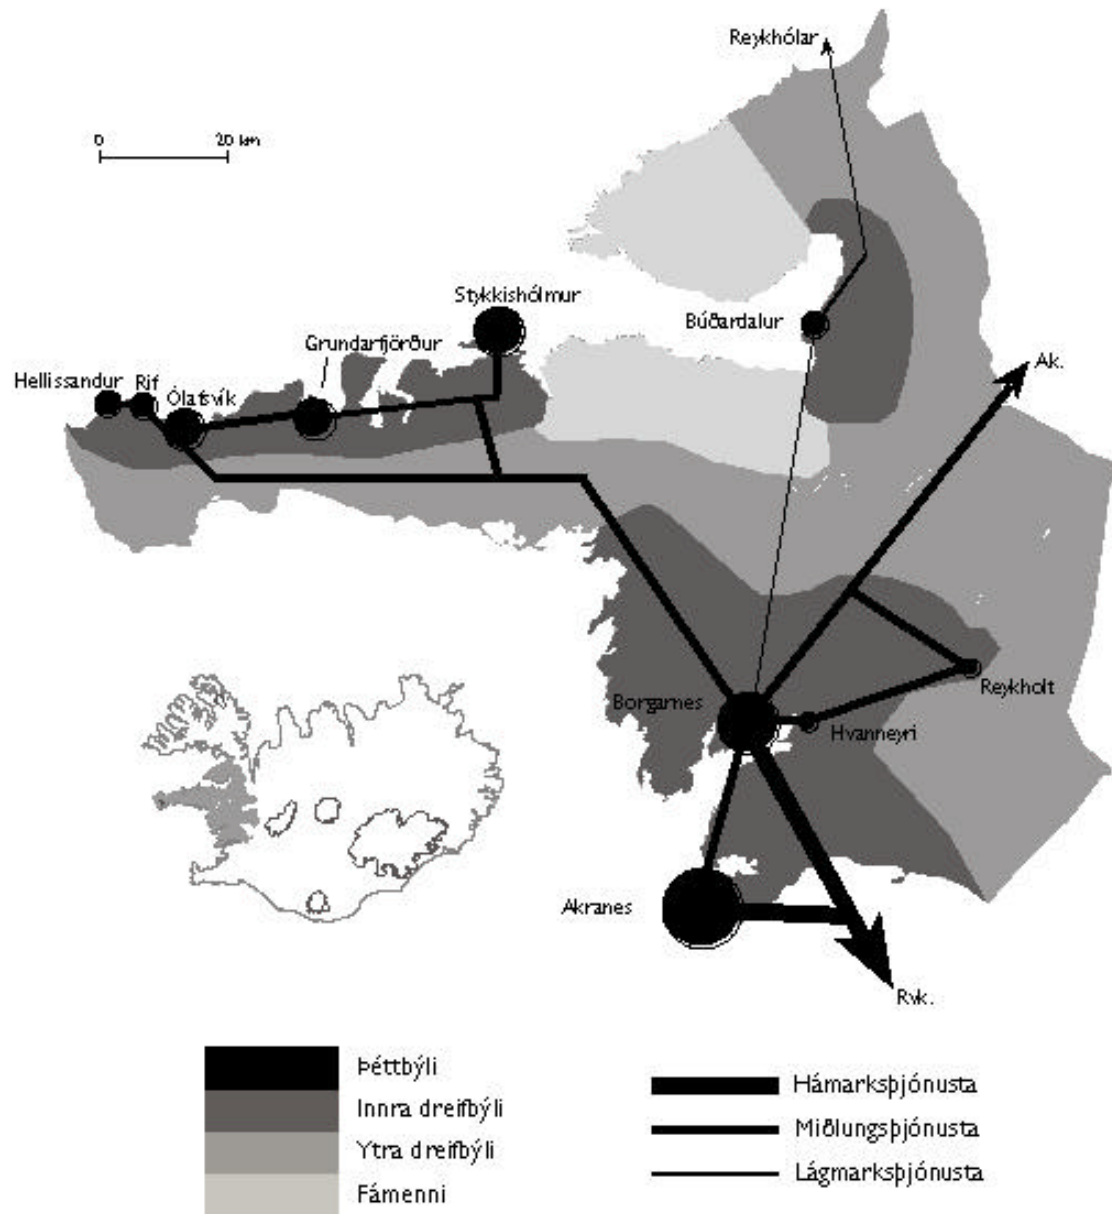 Reykhólar
0 20 km
Stykkishólmur
Búðardalur
Grundarfjörður
Hellissandur
Rif
Ólafsvík
Ak.
Borgarnes
Reykholt
Hvanneyri
Akranes
Rvk.
Þéttbýli
Innra dreifbýli
Ytra dreifbýli
Fámenni
Hámarksþjónusta
Miðlungsþjónusta
Lágmarksþjónusta